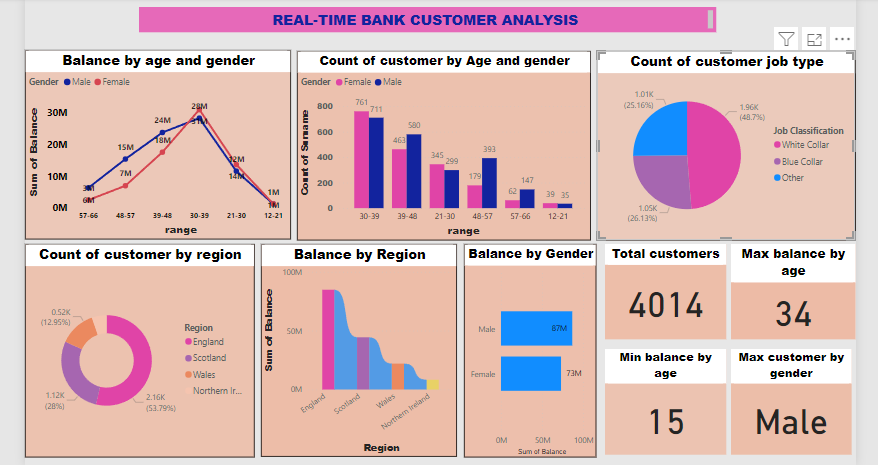 REAL-TIME BANK CUSTOMER ANALYSIS
Balance by age and gender
Gender Male Female
Sum of Balance
30M
20M
10M
0M
3M
6M
15M
7M
24M
18M
28M
31M
12M
14M
1M
1M
57-66 48-57 39-48 30-39 21-30 12-21
range
Count of customer by Age and gender
Gender Female Male
Count of Surname
800
600
400
200
0
761 711
463 580
345 299
179 393
62 147
39 35
30-39 39-48 21-30 48-57 57-66 12-21
range
Count of customer job type
1.01K
(25.16%)
1.96K
(48.7%)
1.05K
(26.13%)
Job Classification
White Collar
Blue Collar
Other
Count of customer by region
0.52K
(12.95%)
1.12K
(28%)
2.16K
(53.79%)
Region
England
Scotland
Wales
Northern Ir...
Balance by Region
Sum of Balance
100M
50M
0M
England
Scotland
Wales
Northern Ireland
Region
Balance by Gender
Male 87M
Female 73M
0M 50M 100M
Sum of Balance
Total customers
4014
Max balance by
age
34
Min balance by
age
15
Max customer by
gender
Male